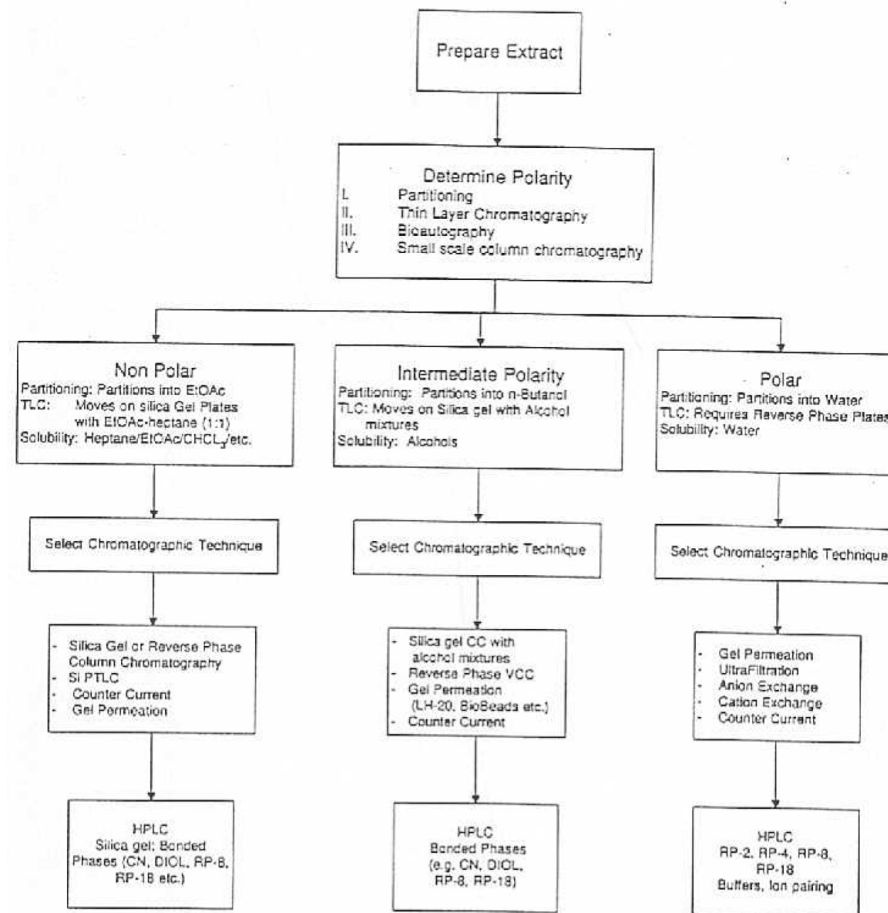 Prepare Extract
Determine Polarity
I. Partitioning
II. Thin Layer Chromatography
III. Bioautography
IV. Small scale column chromatography
Non Polar
Partitioning: Partitions into EtOAc
TLC: Moves on silica Gel Plates
with EtOAc-heptane (1:1)
Solubility: Heptane/EtOAc/CHCL3/etc.
Intermediate Polarity
Partitioning: Partitions into n-Butanol
TLC: Moves on Silica gel with Alcohol
mixtures
Solubility: Alcohols
Polar
Partitioning: Partitions into Water
TLC: Requires Reverse Phase Plates
Solubility: Water
Select Chromatographic Technique
Select Chromatographic Technique
Select Chromatographic Technique
- Silica Gel or Reverse Phase
Column Chromatography
- Si PTLC
- Counter Current
- Gel Permeation
- Silica gel CC with
alcohol mixtures
- Reverse Phase VCC
- Gel Permeation
(LH-20, BioBeads etc.)
- Counter Current
- Gel Permeation
- UltraFiltration
- Anion Exchange
- Cation Exchange
- Counter Current
HPLC
Silica gel; Bonded
Phases (CN, DIOL, RP-8,
RP-18 etc.)
HPLC
Bonded Phases
(e.g. CN, DIOL,
RP-8, RP-18)
HPLC
RP-2, RP-4, RP-8,
RP-18
Buffers, Ion pairing